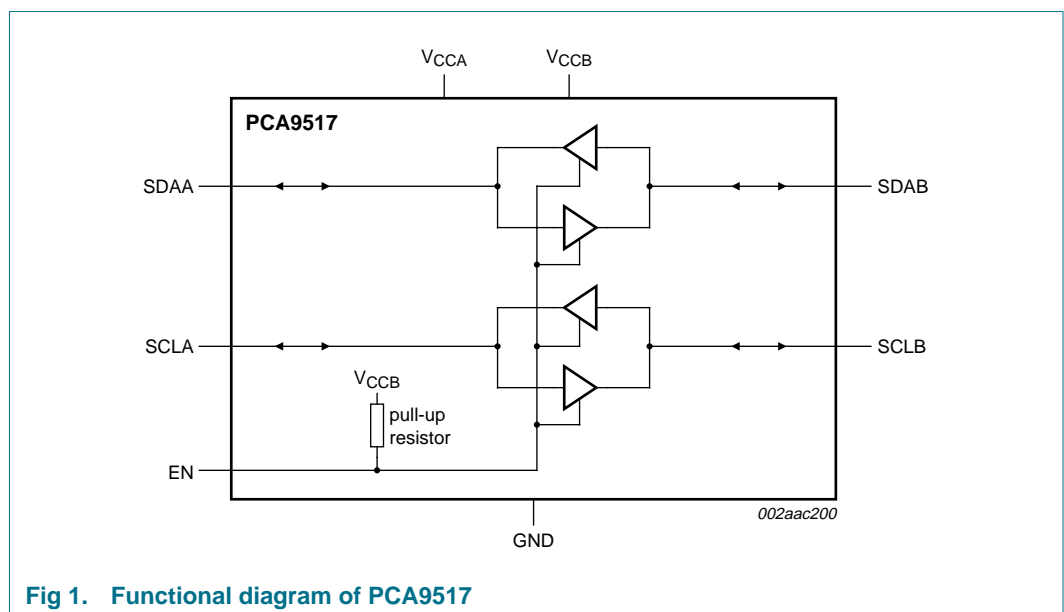 VCCA VCCB
PCA9517
SDAA SDAB
SCLA SCLB
VCCB
pull-up
resistor
EN
002aac200
GND
Fig 1. Functional diagram of PCA9517